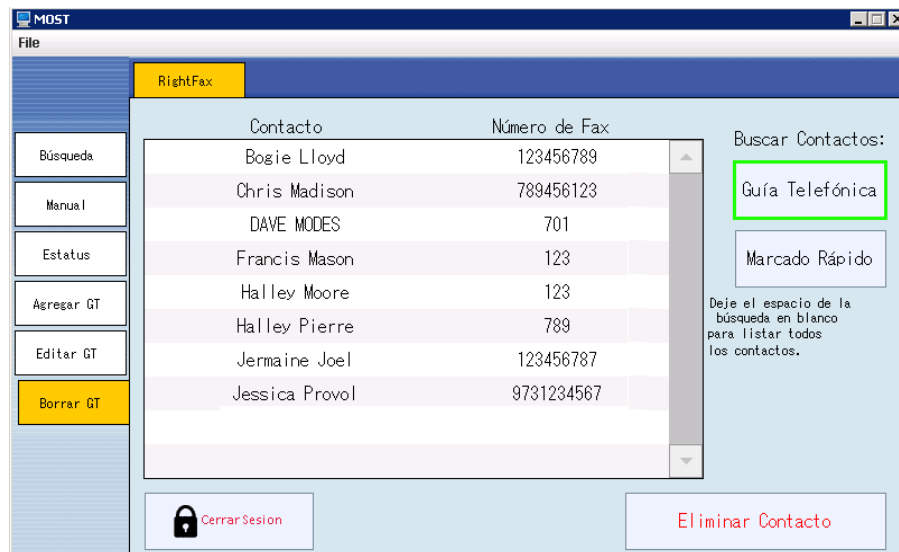 MOST
File
RightFax
Búsqueda
Manual
Estatus
Agregar GT
Editar GT
Borrar GT
Contacto Número de Fax
Bogie Lloyd 123456789
Chris Madison 789456123
DAVE MODES 701
Francis Mason 123
Halley Moore 123
Halley Pierre 789
Jermaine Joel 123456787
Jessica Provol 9731234567
Buscar Contactos:
Guía Telefónica
Marcado Rápido
Deje el espacio de la
búsqueda en blanco
para listar todos
los contactos.
Cerrar Sesion
Eliminar Contacto